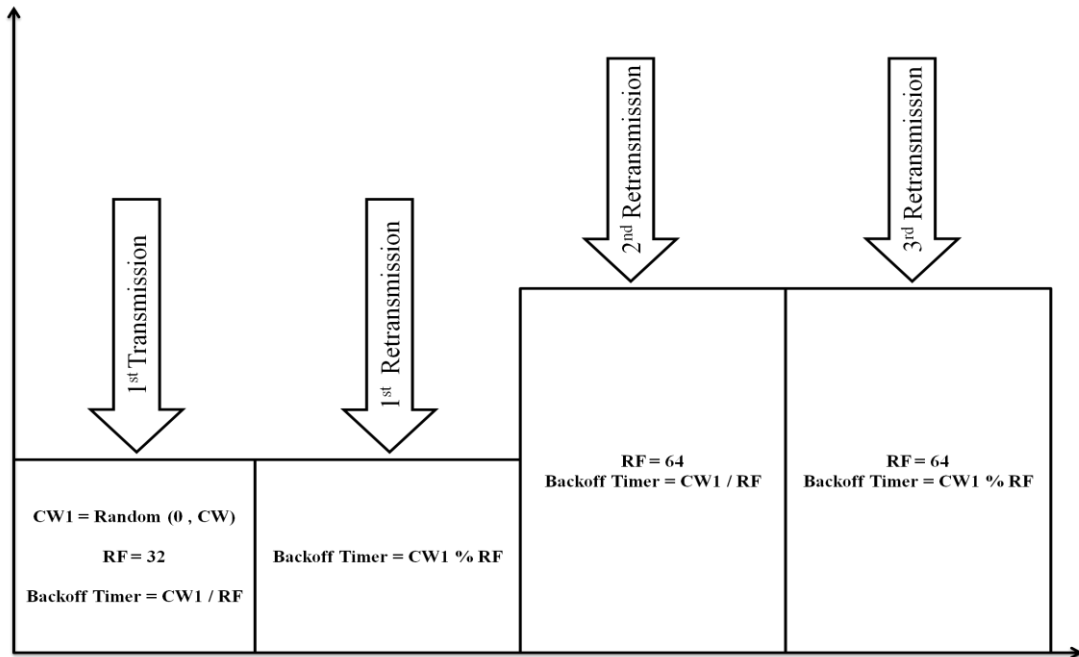 1st Transmission
1st Retransmission
2nd Retransmission
3rd Retransmission
CW1 = Random (0 , CW)
RF = 32
Backoff Timer = CW1 / RF
Backoff Timer = CW1 % RF
RF = 64
Backoff Timer = CW1 / RF
RF = 64
Backoff Timer = CW1 % RF